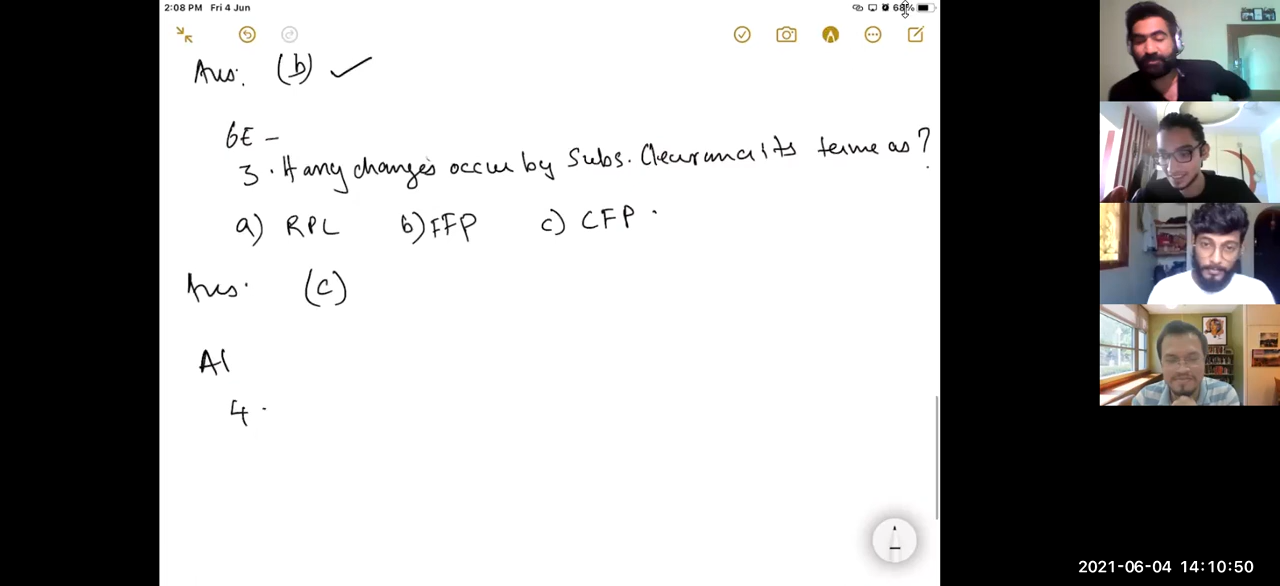 2:08 PM Fri 4 Jun
68%
Ans. (b) ✓
GE -
3. If any changes occur by Subs. Clearance its terme as?
a) RPL b) FFP c) CFP.
Ans. (c)
AI
4.
2021-06-04 14:10:50